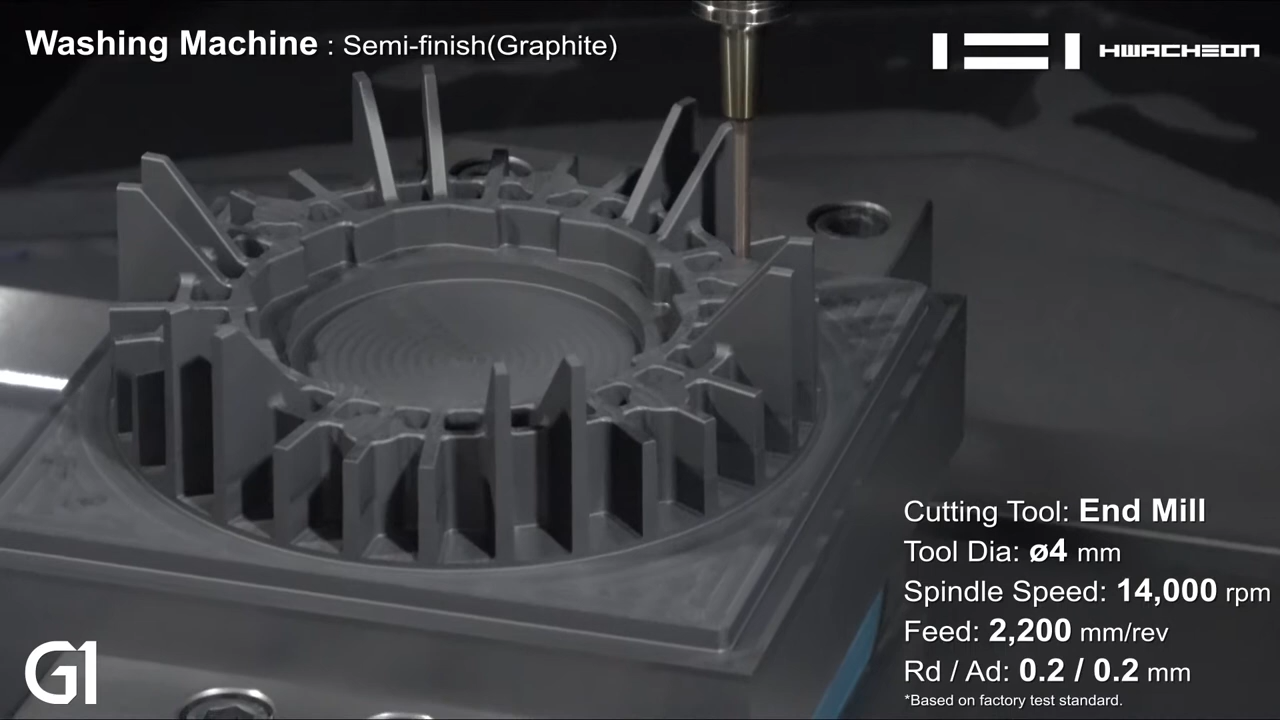 Washing Machine : Semi-finish(Graphite)
HWACHEON
Cutting Tool: End Mill
Tool Dia: ø4 mm
Spindle Speed: 14,000 rpm
Feed: 2,200 mm/rev
Rd / Ad: 0.2 / 0.2 mm
*Based on factory test standard.
G1